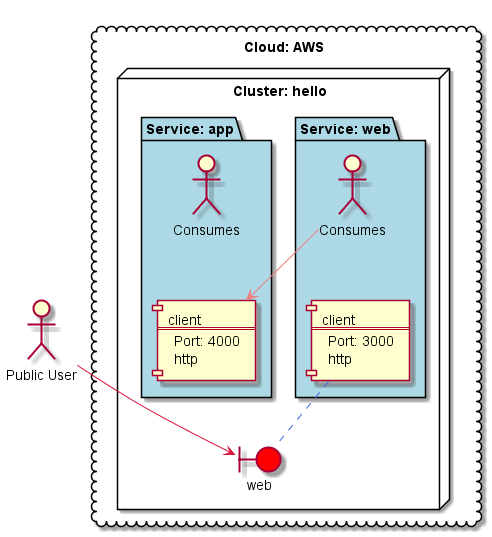 Cloud: AWS
Cluster: hello
Service: app
Service: web
Consumes
Consumes
client
Port: 4000
http
client
Port: 3000
http
Public User
web